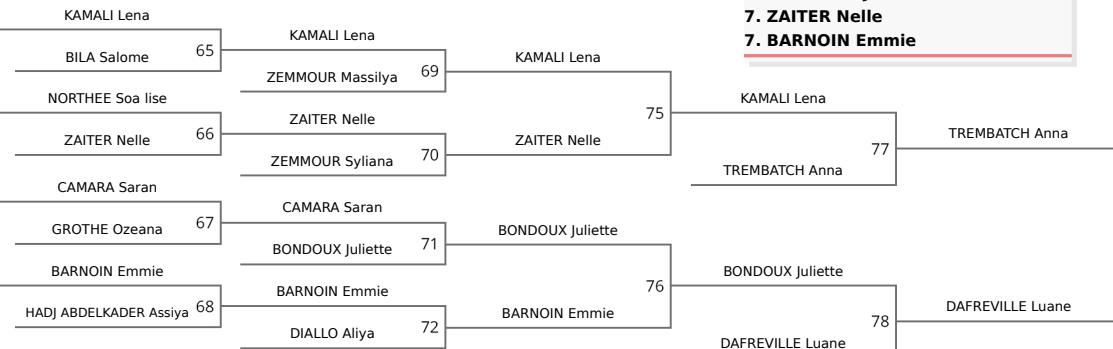 KAMALI Lena
7. ZAITER Nelle
7. BARNOIN Emmie
KAMALI Lena
65
BILA Salome
KAMALI Lena
69
ZEMMOUR Massilya
KAMALI Lena
NORTHEE Soa lise
66
ZAITER Nelle
ZAITER Nelle
70
ZEMMOUR Syliana
ZAITER Nelle
75
KAMALI Lena
77
TREMBATCH Anna
TREMBATCH Anna
CAMARA Saran
67
GROTHE Ozeana
CAMARA Saran
71
BONDOUX Juliette
BONDOUX Juliette
BARNOIN Emmie
68
HADJ ABDELKADER Assiya
BARNOIN Emmie
72
DIALLO Aliya
BARNOIN Emmie
76
BONDOUX Juliette
78
DAFREVILLE Luane
DAFREVILLE Luane